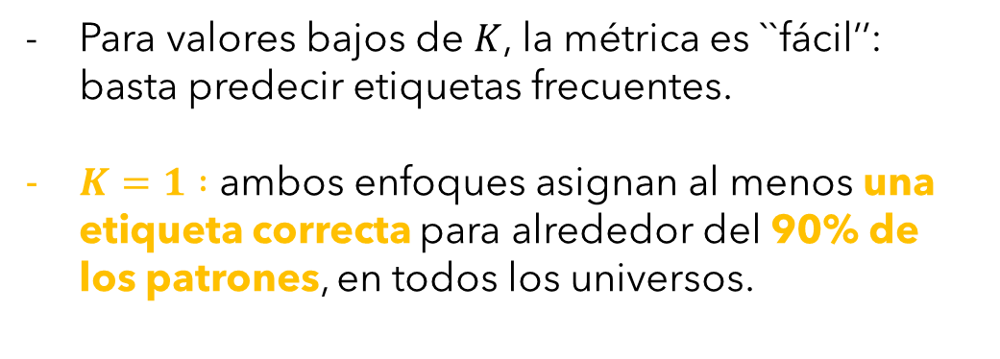 - Para valores bajos de K, la métrica es ``fácil’’:
basta predecir etiquetas frecuentes.
- K = 1 : ambos enfoques asignan al menos una
etiqueta correcta para alrededor del 90% de
los patrones, en todos los universos.